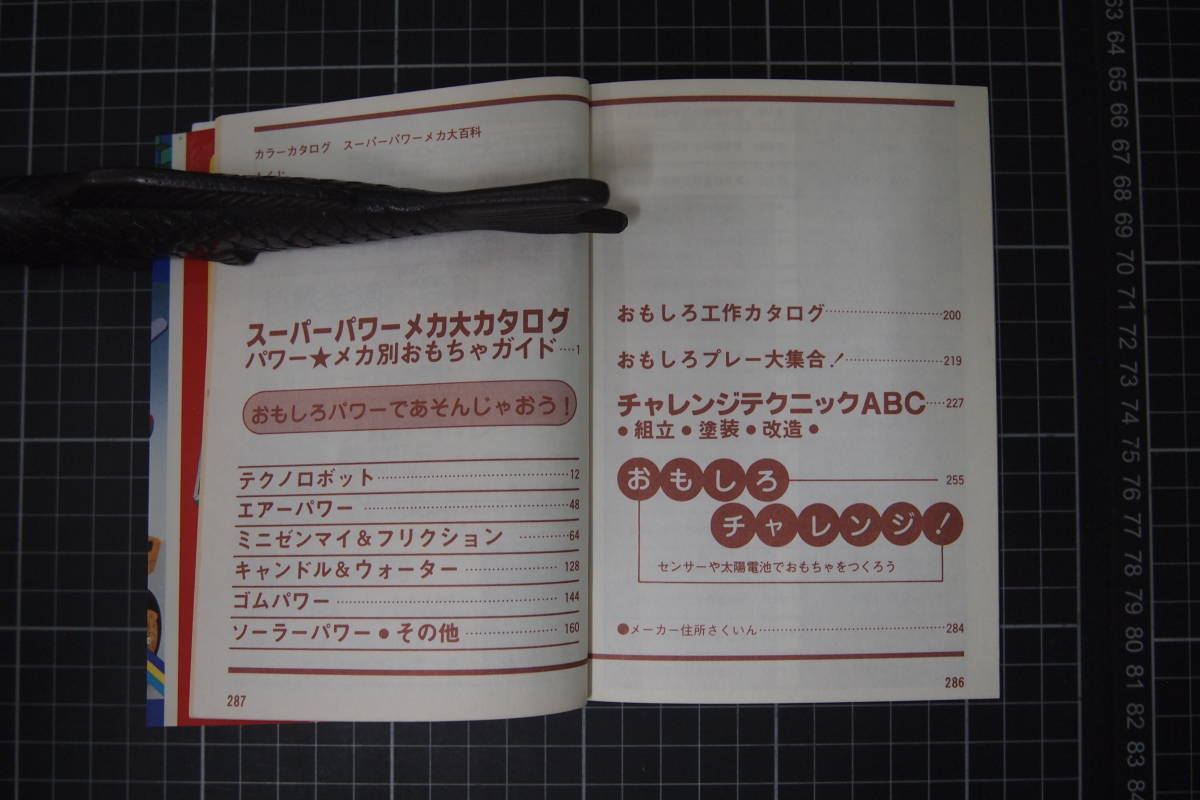 カラーカタログ　スーパーパワーメカ大百科
スーパーパワーメカ大カタログ
パワー★メカ別おもちゃガイド····1
おもしろパワーであそんじゃおう！
テクノロボット····12
エアーパワー····48
ミニゼンマイ＆フリクション····64
キャンドル＆ウォーター····128
ゴムパワー····144
ソーラーパワー●その他····160
287
おもしろ工作カタログ····200
おもしろプレー大集合！····219
チャレンジテクニックABC····227
●組立●塗装●改造●
おもしろ 255
チャレンジ！
センサーや太陽電池でおもちゃをつくろう
●メーカー住所さくいん····284
286
63
64
65
66
67
68
69
70
71
72
73
74
75
76
77
78
79
80
81
82
83